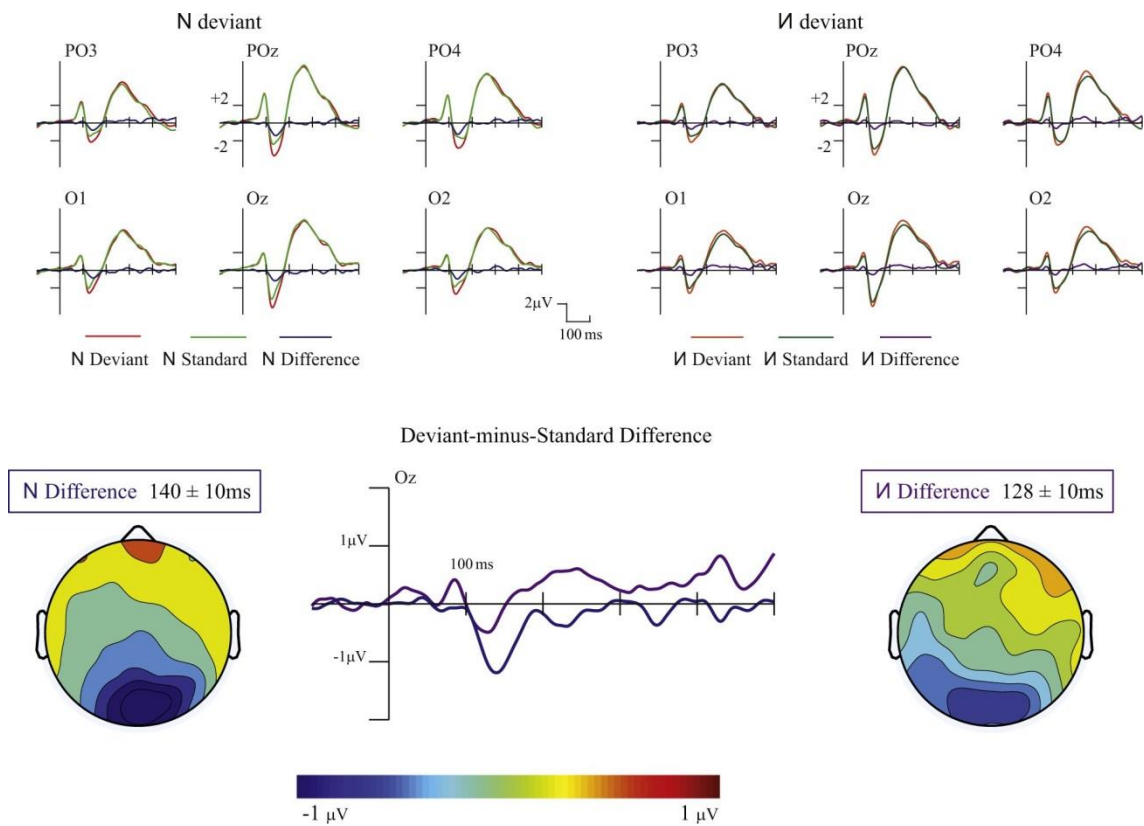 N deviant
И deviant
PO3 POz PO4
PO3 POz PO4
+2
-2
+2
-2
O1 Oz O2
O1 Oz O2
2μV
100 ms
N Deviant N Standard N Difference
И Deviant И Standard И Difference
Deviant-minus-Standard Difference
N Difference 140 ± 10ms
Oz
И Difference 128 ± 10ms
1μV
100 ms
-1μV
-1 μV
1 μV